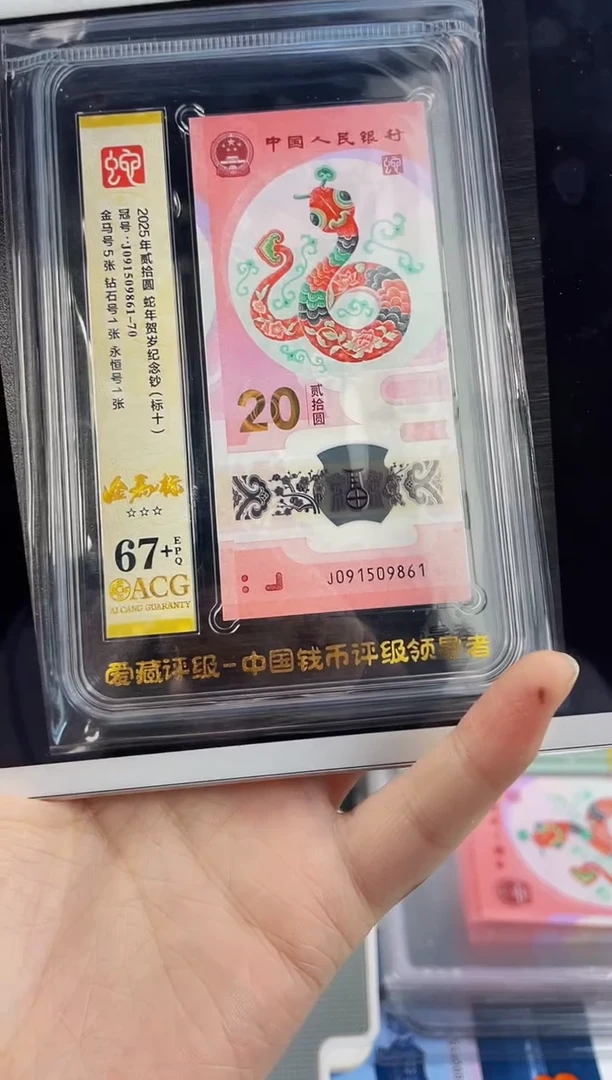 蛇
2025年贰拾圆 蛇年贺岁纪念钞（标十）
冠号：J091509861-70
金马号5张 钻石号1张 永恒号1张
金马标
☆☆☆
67+EPQ
ACG
AI CANG GUARANTY
中国人民银行
蛇
20
贰拾圆
J091509861
爱藏评级-中国钱币评级领导者